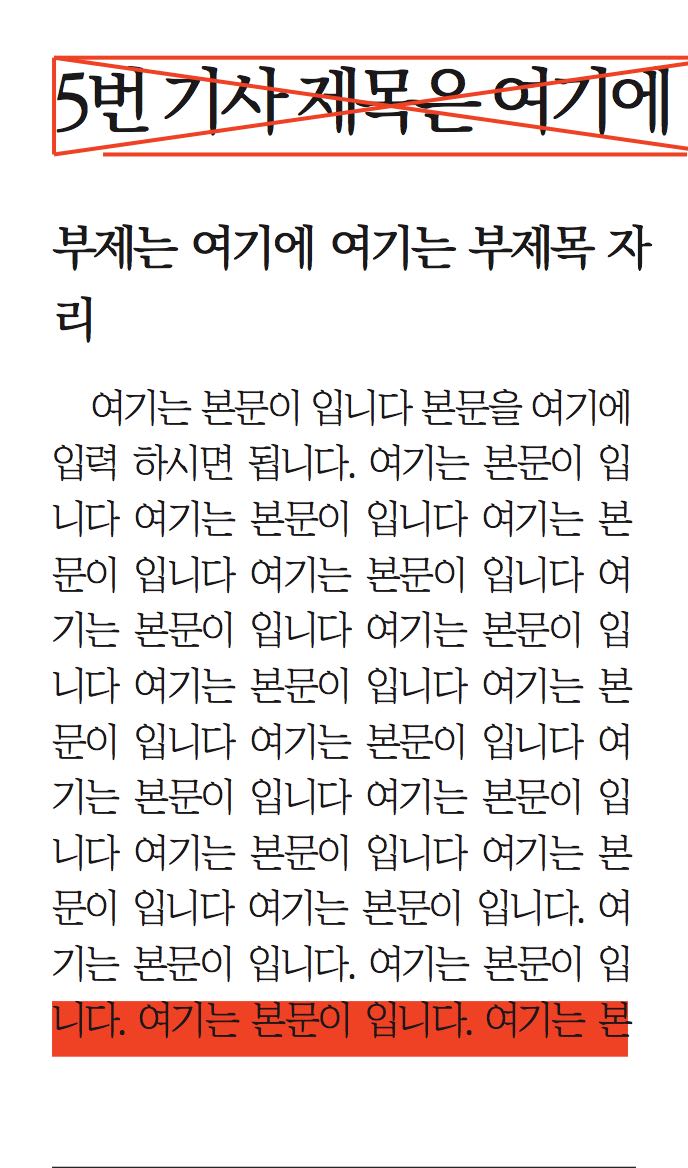 5번 기사 제목은 여기에
부제는 여기에 여기는 부제목 자
리
여기는 본문이 입니다 본문을 여기에
입력 하시면 됩니다. 여기는 본문이 입
니다 여기는 본문이 입니다 여기는 본
문이 입니다 여기는 본문이 입니다 여
기는 본문이 입니다 여기는 본문이 입
니다 여기는 본문이 입니다 여기는 본
문이 입니다 여기는 본문이 입니다 여
기는 본문이 입니다 여기는 본문이 입
니다 여기는 본문이 입니다 여기는 본
문이 입니다 여기는 본문이 입니다. 여
기는 본문이 입니다. 여기는 본문이 입
니다. 여기는 본문이 입니다. 여기는 본